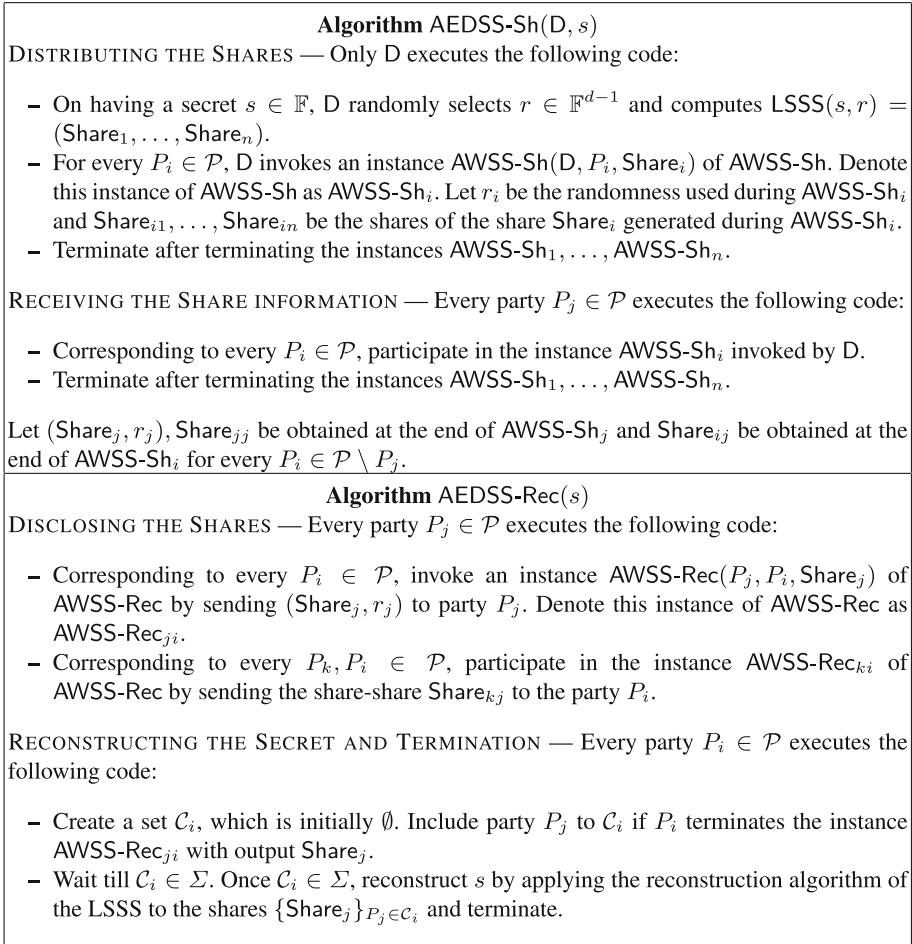 Algorithm AEDSS-Sh(D, s)
DISTRIBUTING THE SHARES — Only D executes the following code:
– On having a secret s ∈ 𝔽, D randomly selects r ∈ 𝔽^{d−1} and computes LSSS(s, r) =
(Share_1, . . . , Share_n).
– For every P_i ∈ 𝒫, D invokes an instance AWSS-Sh(D, P_i, Share_i) of AWSS-Sh. Denote
this instance of AWSS-Sh as AWSS-Sh_i. Let r_i be the randomness used during AWSS-Sh_i
and Share_{i1}, . . . , Share_{in} be the shares of the share Share_i generated during AWSS-Sh_i.
– Terminate after terminating the instances AWSS-Sh_1, . . . , AWSS-Sh_n.
RECEIVING THE SHARE INFORMATION — Every party P_j ∈ 𝒫 executes the following code:
– Corresponding to every P_i ∈ 𝒫, participate in the instance AWSS-Sh_i invoked by D.
– Terminate after terminating the instances AWSS-Sh_1, . . . , AWSS-Sh_n.
Let (Share_j, r_j), Share_{jj} be obtained at the end of AWSS-Sh_j and Share_{ij} be obtained at the
end of AWSS-Sh_i for every P_i ∈ 𝒫 \ P_j.
Algorithm AEDSS-Rec(s)
DISCLOSING THE SHARES — Every party P_j ∈ 𝒫 executes the following code:
– Corresponding to every P_i ∈ 𝒫, invoke an instance AWSS-Rec(P_j, P_i, Share_j) of
AWSS-Rec by sending (Share_j, r_j) to party P_j. Denote this instance of AWSS-Rec as
AWSS-Rec_{ji}.
– Corresponding to every P_k, P_i ∈ 𝒫, participate in the instance AWSS-Rec_{ki} of
AWSS-Rec by sending the share-share Share_{kj} to the party P_i.
RECONSTRUCTING THE SECRET AND TERMINATION — Every party P_i ∈ 𝒫 executes the
following code:
– Create a set 𝒞_i, which is initially ∅. Include party P_j to 𝒞_i if P_i terminates the instance
AWSS-Rec_{ji} with output Share_j.
– Wait till 𝒞_i ∈ Σ. Once 𝒞_i ∈ Σ, reconstruct s by applying the reconstruction algorithm of
the LSSS to the shares {Share_j}_{P_j∈𝒞_i} and terminate.